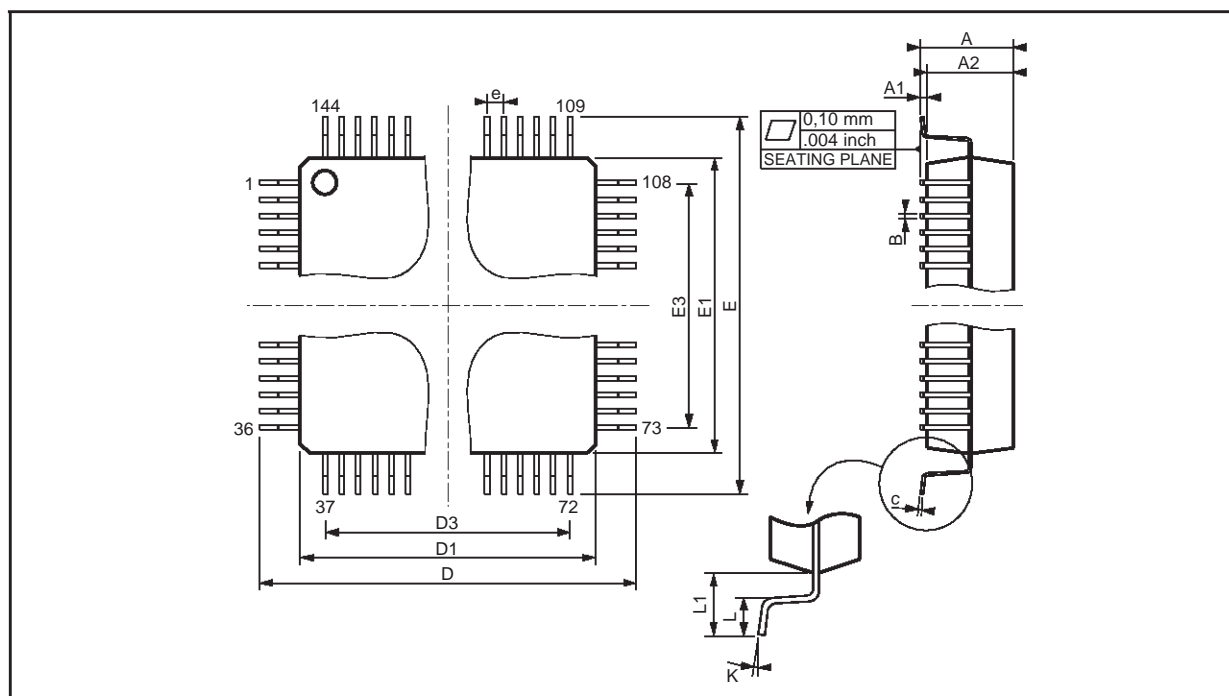 A
A2
A1
144
e
109
0,10 mm
.004 inch
SEATING PLANE
1
108
B
E3
E1
E
36
73
37
72
c
D3
D1
D
L1
L
K